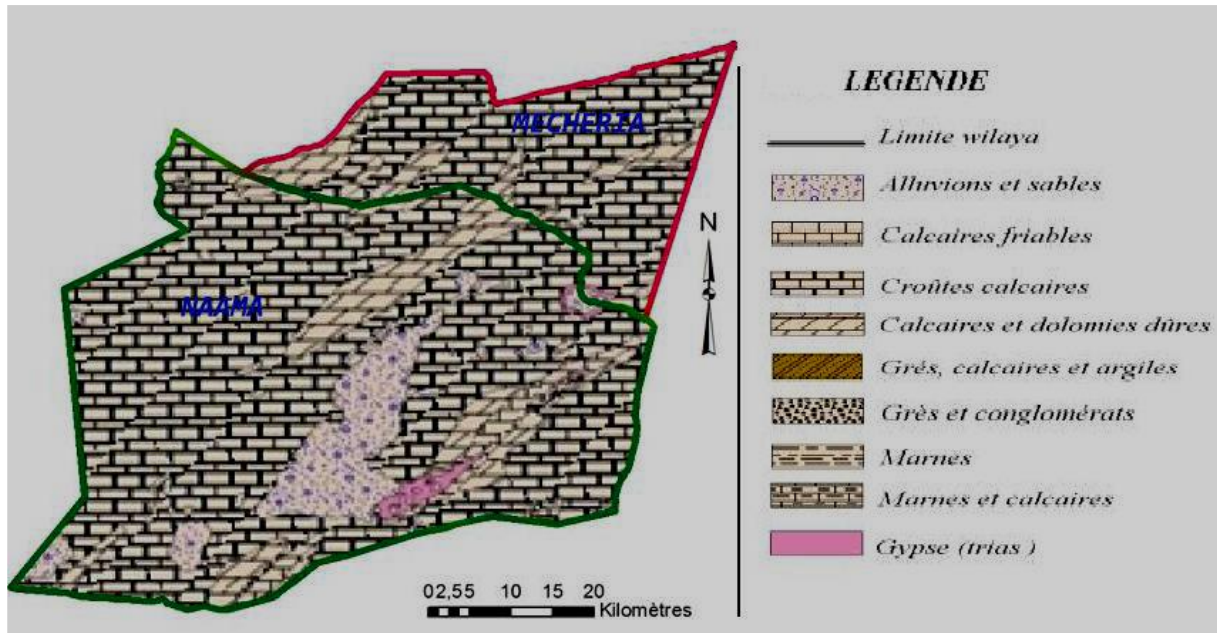 MECHERIA
NAAMA
N
02,55 10 15 20
Kilomètres
LEGENDE
Limite wilaya
Alluvions et sables
Calcaires friables
Croûtes calcaires
Calcaires et dolomies dûres
Grés, calcaires et argiles
Grès et conglomérats
Marnes
Marnes et calcaires
Gypse (trias )